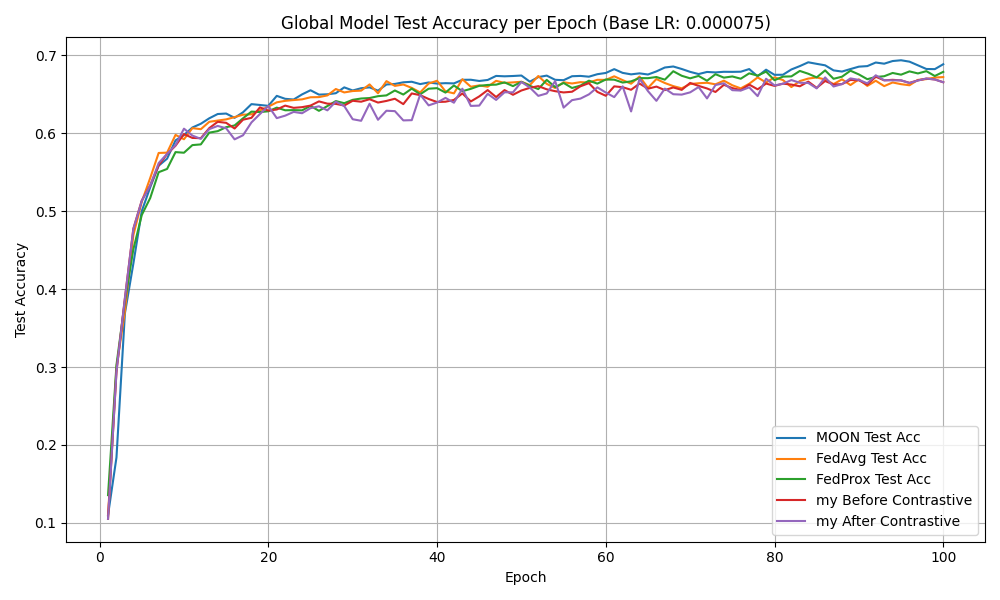 Global Model Test Accuracy per Epoch (Base LR: 0.000075)
Test Accuracy
0.7
0.6
0.5
0.4
0.3
0.2
0.1
0 20 40 60 80 100
Epoch
MOON Test Acc
FedAvg Test Acc
FedProx Test Acc
my Before Contrastive
my After Contrastive